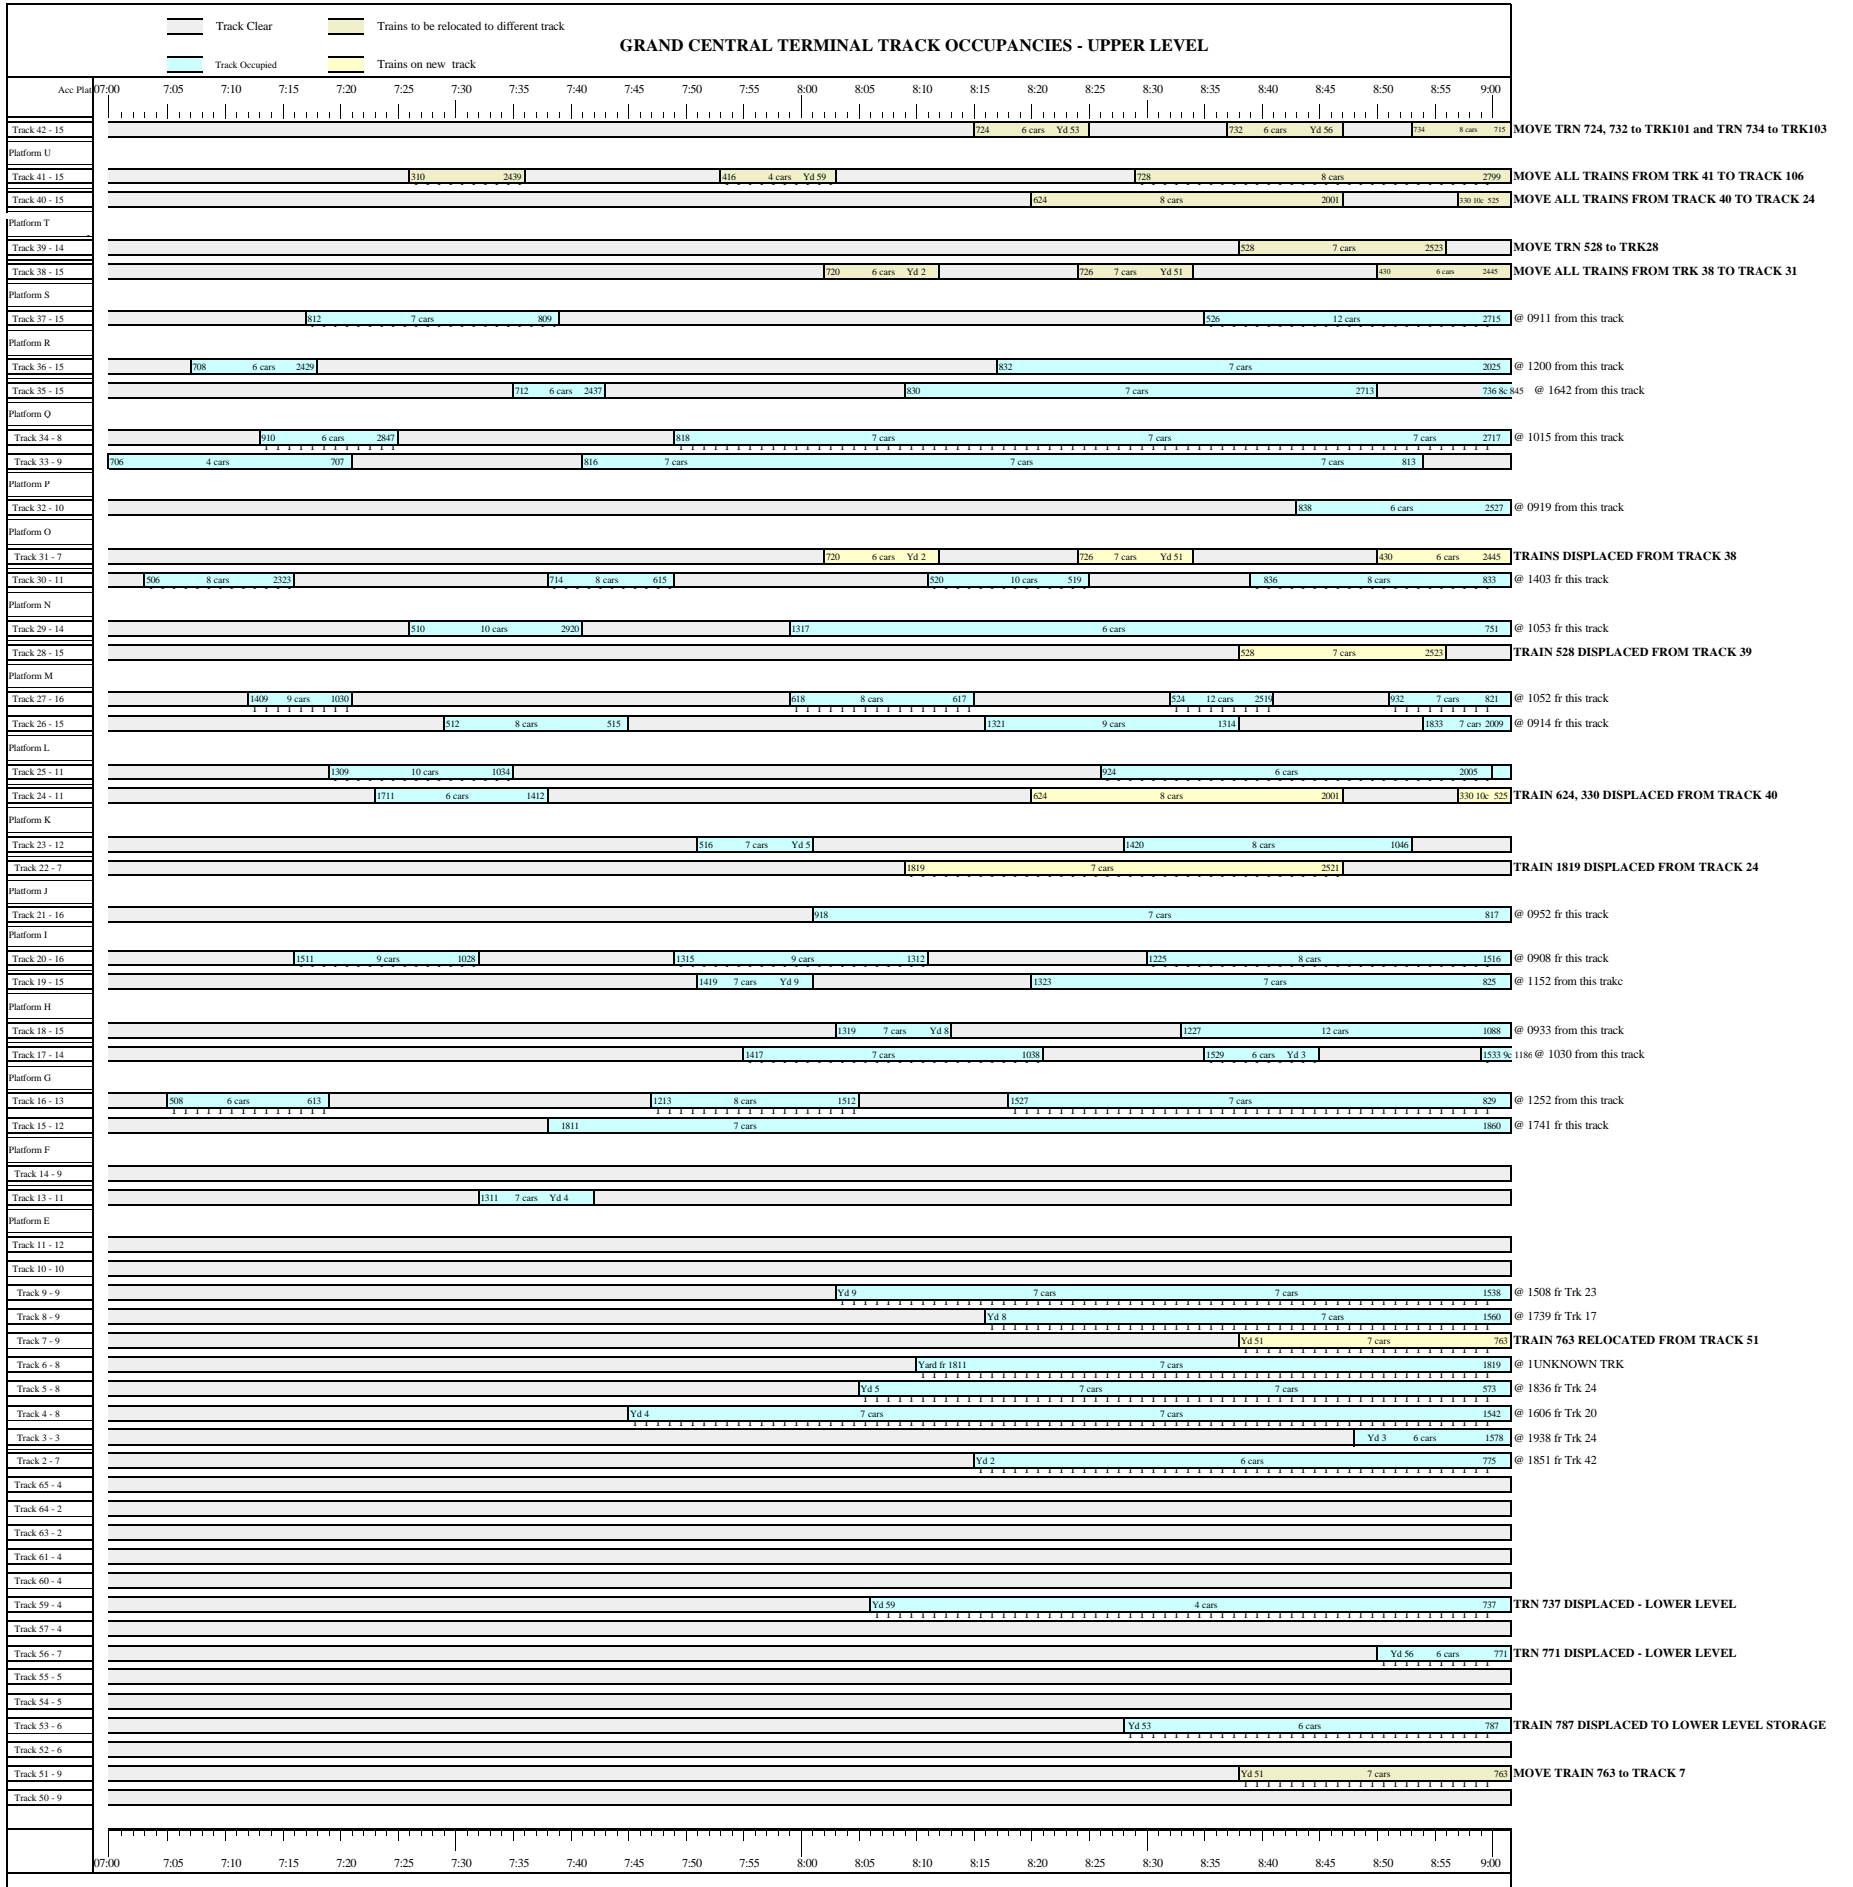 Track Clear Trains to be relocated to different track
GRAND CENTRAL TERMINAL TRACK OCCUPANCIES - UPPER LEVEL
Track Occupied Trains on new track
Acc Plat 07:00 7:05 7:10 7:15 7:20 7:25 7:30 7:35 7:40 7:45 7:50 7:55 8:00 8:05 8:10 8:15 8:20 8:25 8:30 8:35 8:40 8:45 8:50 8:55 9:00
Track 42 - 15 724 6 cars Yd 53 732 6 cars Yd 56 734 8 cars 715 MOVE TRN 724, 732 to TRK101 and TRN 734 to TRK103
Platform U
Track 41 - 15 310 2439 416 4 cars Yd 59 728 8 cars 2799 MOVE ALL TRAINS FROM TRK 41 TO TRACK 106
Track 40 - 15 624 8 cars 2001 330 10c 525 MOVE ALL TRAINS FROM TRACK 40 TO TRACK 24
Platform T
Track 39 - 14 528 7 cars 2523 MOVE TRN 528 to TRK28
Track 38 - 15 720 6 cars Yd 2 726 7 cars Yd 51 430 6 cars 2445 MOVE ALL TRAINS FROM TRK 38 TO TRACK 31
Platform S
Track 37 - 15 812 7 cars 809 526 12 cars 2715 @ 0911 from this track
Platform R
Track 36 - 15 708 6 cars 2429 832 7 cars 2025 @ 1200 from this track
Track 35 - 15 712 6 cars 2437 830 7 cars 2713 736 8c 845 @ 1642 from this track
Platform Q
Track 34 - 8 910 6 cars 2847 818 7 cars 7 cars 7 cars 2717 @ 1015 from this track
Track 33 - 9 706 4 cars 707 816 7 cars 7 cars 7 cars 813
Platform P
Track 32 - 10 838 6 cars 2527 @ 0919 from this track
Platform O
Track 31 - 7 720 6 cars Yd 2 726 7 cars Yd 51 430 6 cars 2445 TRAINS DISPLACED FROM TRACK 38
Track 30 - 11 506 8 cars 2323 714 8 cars 615 520 10 cars 519 836 8 cars 833 @ 1403 fr this track
Platform N
Track 29 - 14 510 10 cars 2920 1317 6 cars 751 @ 1053 fr this track
Track 28 - 15 528 7 cars 2523 TRAIN 528 DISPLACED FROM TRACK 39
Platform M
Track 27 - 16 1409 9 cars 1030 618 8 cars 617 524 12 cars 2519 932 7 cars 821 @ 1052 fr this track
Track 26 - 15 512 8 cars 515 1321 9 cars 1314 1833 7 cars 2009 @ 0914 fr this track
Platform L
Track 25 - 11 1309 10 cars 1034 924 6 cars 2005
Track 24 - 11 1711 6 cars 1412 624 8 cars 2001 330 10c 525 TRAIN 624, 330 DISPLACED FROM TRACK 40
Platform K
Track 23 - 12 516 7 cars Yd 5 1420 8 cars 1046
Track 22 - 7 1819 7 cars 2521 TRAIN 1819 DISPLACED FROM TRACK 24
Platform J
Track 21 - 16 918 7 cars 817 @ 0952 fr this track
Platform I
Track 20 - 16 1511 9 cars 1028 1315 9 cars 1312 1225 8 cars 1516 @ 0908 fr this track
Track 19 - 15 1419 7 cars Yd 9 1323 7 cars 825 @ 1152 from this trakc
Platform H
Track 18 - 15 1319 7 cars Yd 8 1227 12 cars 1088 @ 0933 from this track
Track 17 - 14 1417 7 cars 1038 1529 6 cars Yd 3 1533 9c 1186 @ 1030 from this track
Platform G
Track 16 - 13 508 6 cars 613 1213 8 cars 1512 1527 7 cars 829 @ 1252 from this track
Track 15 - 12 1811 7 cars 1860 @ 1741 fr this track
Platform F
Track 14 - 9
Track 13 - 11 1311 7 cars Yd 4
Platform E
Track 11 - 12
Track 10 - 10
Track 9 - 9 Yd 9 7 cars 7 cars 1538 @ 1508 fr Trk 23
Track 8 - 9 Yd 8 7 cars 1560 @ 1739 fr Trk 17
Track 7 - 9 Yd 51 7 cars 763 TRAIN 763 RELOCATED FROM TRACK 51
Track 6 - 8 Yard fr 1811 7 cars 1819 @ 1UNKNOWN TRK
Track 5 - 8 Yd 5 7 cars 7 cars 573 @ 1836 fr Trk 24
Track 4 - 8 Yd 4 7 cars 7 cars 1542 @ 1606 fr Trk 20
Track 3 - 3 Yd 3 6 cars 1578 @ 1938 fr Trk 24
Track 2 - 7 Yd 2 6 cars 775 @ 1851 fr Trk 42
Track 65 - 4
Track 64 - 2
Track 63 - 2
Track 61 - 4
Track 60 - 4
Track 59 - 4 Yd 59 4 cars 737 TRN 737 DISPLACED - LOWER LEVEL
Track 57 - 4
Track 56 - 7 Yd 56 6 cars 771 TRN 771 DISPLACED - LOWER LEVEL
Track 55 - 5
Track 54 - 5
Track 53 - 6 Yd 53 6 cars 787 TRAIN 787 DISPLACED TO LOWER LEVEL STORAGE
Track 52 - 6
Track 51 - 9 Yd 51 7 cars 763 MOVE TRAIN 763 to TRACK 7
Track 50 - 9
07:00 7:05 7:10 7:15 7:20 7:25 7:30 7:35 7:40 7:45 7:50 7:55 8:00 8:05 8:10 8:15 8:20 8:25 8:30 8:35 8:40 8:45 8:50 8:55 9:00